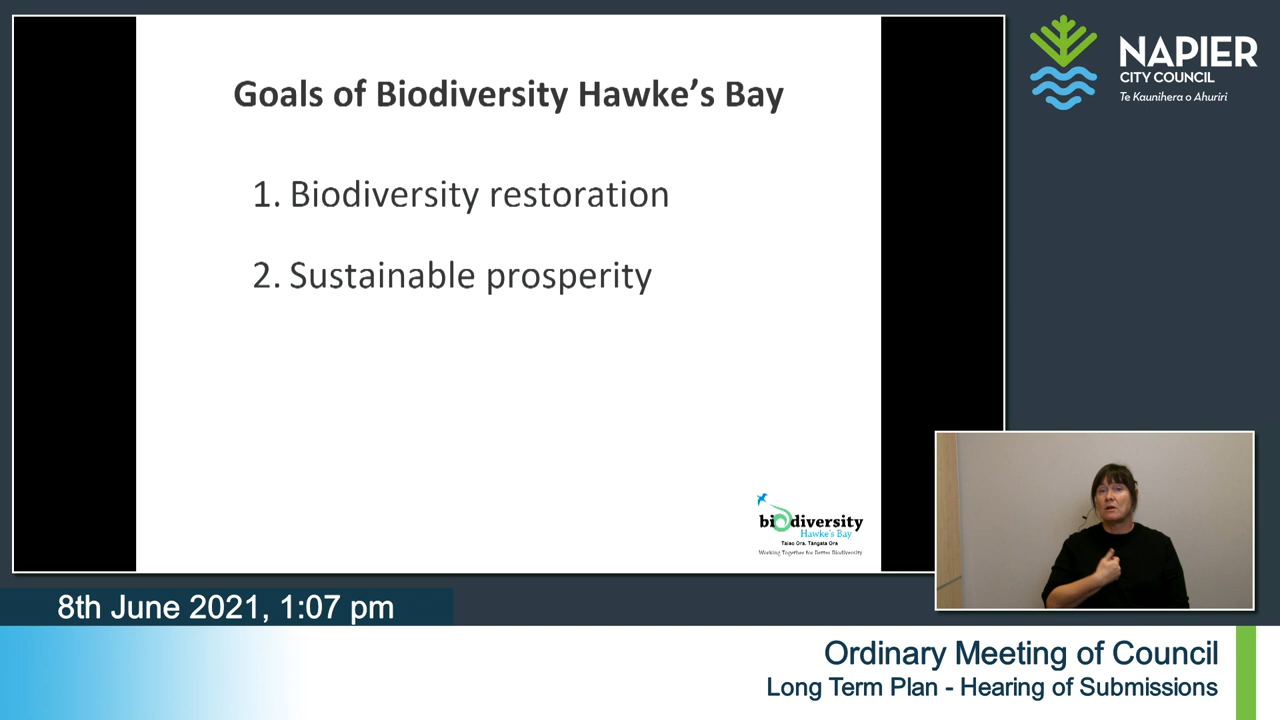 Goals of Biodiversity Hawke's Bay
1. Biodiversity restoration
2. Sustainable prosperity
biodiversity
Hawke's Bay
Taiao Ora, Tangata Ora
Working Together for Better Biodiversity
NAPIER
CITY COUNCIL
Te Kaunihera o Ahuriri
8th June 2021, 1:07 pm
Ordinary Meeting of Council
Long Term Plan - Hearing of Submissions